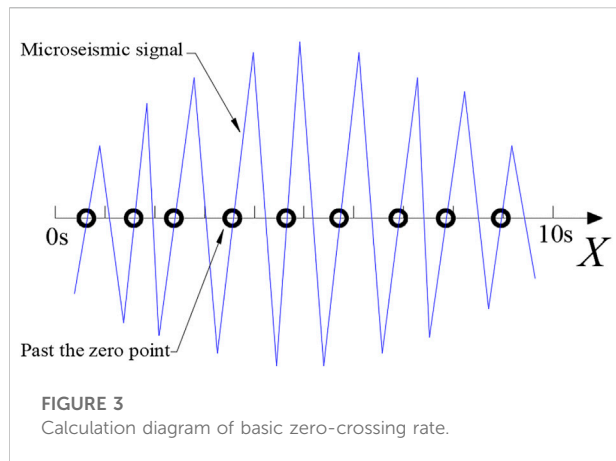 Microseismic signal
0s
10s
X
Past the zero point
FIGURE 3
Calculation diagram of basic zero-crossing rate.